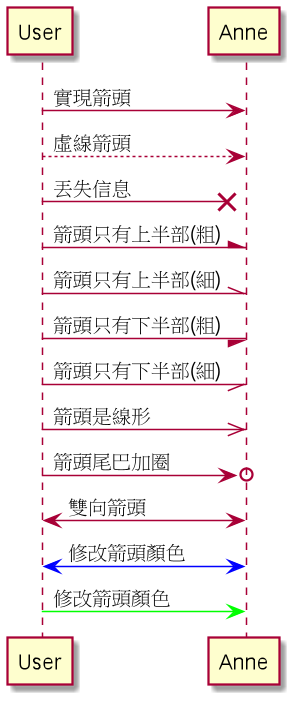 User Anne
實現箭頭
虛線箭頭
丟失信息
箭頭只有上半部(粗)
箭頭只有上半部(細)
箭頭只有下半部(粗)
箭頭只有下半部(細)
箭頭是線形
箭頭尾巴加圈
雙向箭頭
修改箭頭顏色
修改箭頭顏色
User Anne